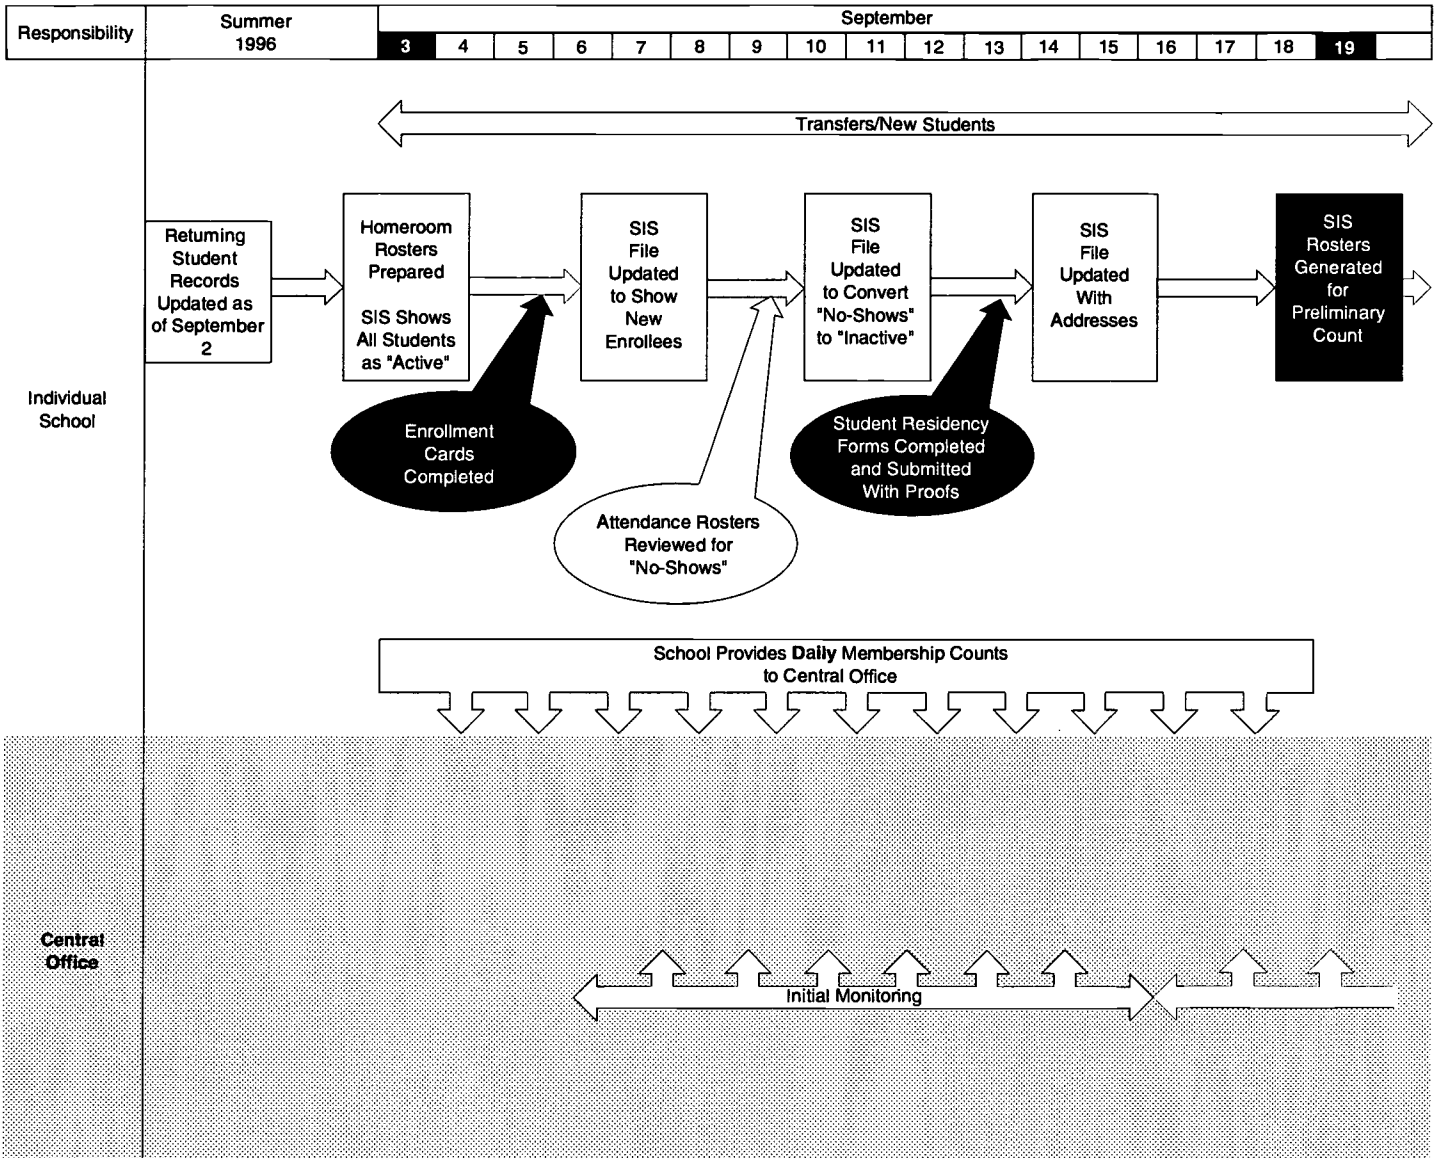 Responsibility
Summer
1996
September
3 4 5 6 7 8 9 10 11 12 13 14 15 16 17 18 19
Transfers/New Students
Returning
Student
Records
Updated as
of September
2
Homeroom
Rosters
Prepared
SIS Shows
All Students
as "Active"
SIS
File
Updated
to Show
New
Enrollees
SIS
File
Updated
to Convert
"No-Shows"
to "Inactive"
SIS
File
Updated
With
Addresses
SIS
Rosters
Generated
for
Preliminary
Count
Individual
School
Enrollment
Cards
Completed
Attendance Rosters
Reviewed for
"No-Shows"
Student Residency
Forms Completed
and Submitted
With Proofs
School Provides Daily Membership Counts
to Central Office
Central
Office
Initial Monitoring